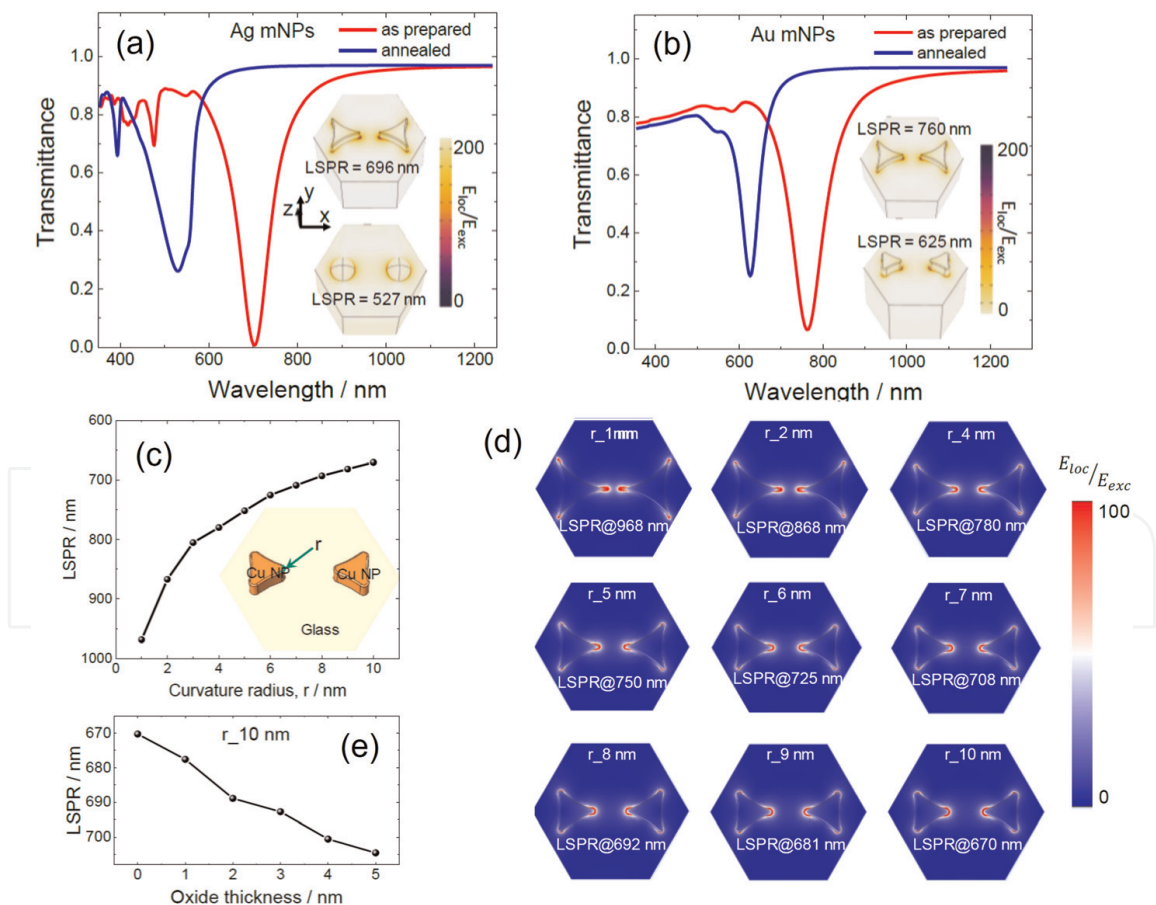 (a)
Ag mNPs
as prepared
annealed
1.0
0.8
0.6
0.4
0.2
0.0
Transmittance
400
600
800
1000
1200
Wavelength / nm
LSPR = 696 nm
y
z
x
LSPR = 527 nm
200
0
E_loc/E_exc
(b)
Au mNPs
as prepared
annealed
1.0
0.8
0.6
0.4
0.2
0.0
Transmittance
400
600
800
1000
1200
Wavelength / nm
LSPR = 760 nm
LSPR = 625 nm
200
0
E_loc/E_exc
(c)
600
700
800
900
1000
LSPR / nm
0
2
4
6
8
10
Curvature radius, r / nm
r
Cu NP
Cu NP
Glass
(d)
r_1 nm
r_2 nm
r_4 nm
LSPR@968 nm
LSPR@868 nm
LSPR@780 nm
r_5 nm
r_6 nm
r_7 nm
LSPR@750 nm
LSPR@725 nm
LSPR@708 nm
r_8 nm
r_9 nm
r_10 nm
LSPR@692 nm
LSPR@681 nm
LSPR@670 nm
E_loc/E_exc
100
0
(e)
r_10 nm
670
680
690
700
LSPR / nm
0
1
2
3
4
5
Oxide thickness / nm